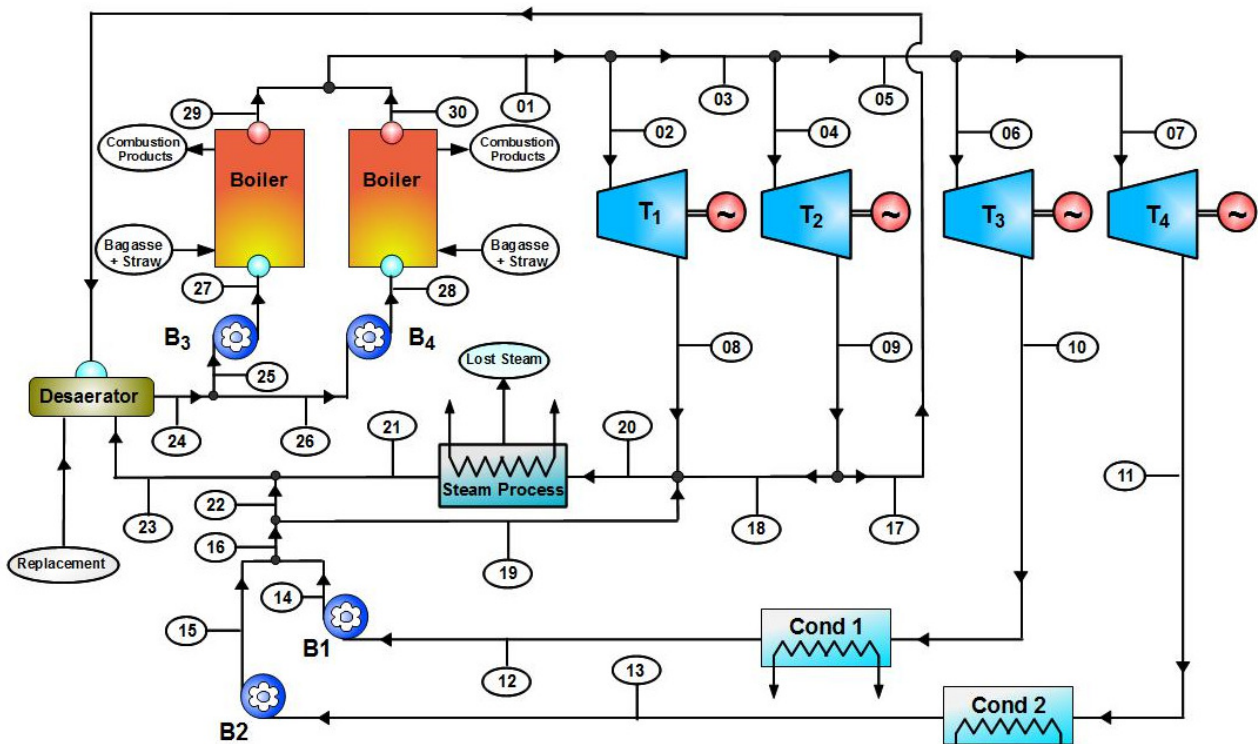 29
30
01
03
05
Combustion
Products
Combustion
Products
02
04
06
07
Boiler
Boiler
T1
~
T2
~
T3
~
T4
~
Bagasse
+ Straw
Bagasse
+ Straw
27
28
B3
B4
Lost Steam
08
09
10
25
Desaerator
24
26
21
20
Steam Process
11
22
23
18
17
16
Replacement
19
14
15
B1
12
Cond 1
13
B2
Cond 2